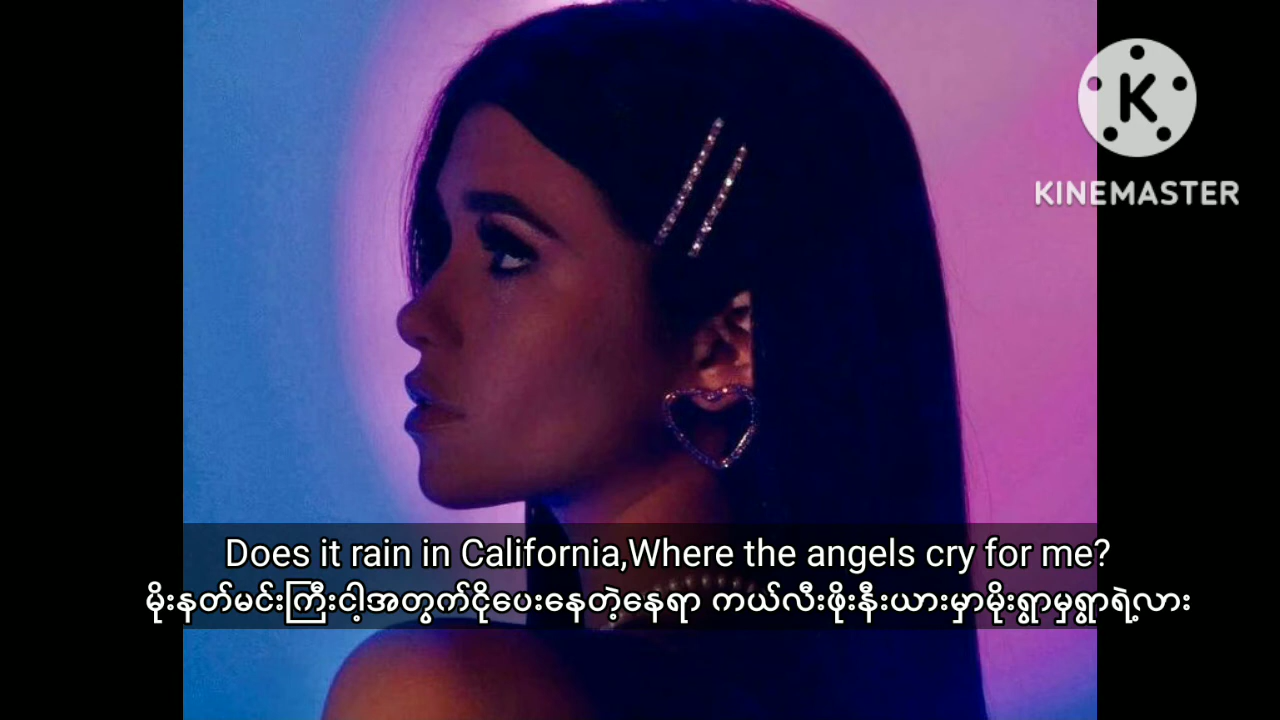 KINEMASTER
Does it rain in California,Where the angels cry for me?
မိုးနတ်မင်းကြီးငါ့အတွက်ငိုပေးနေတဲ့နေရာ ကယ်လီးဖိုးနီးယားမှာမိုးရွာမှရွာရဲ့လား